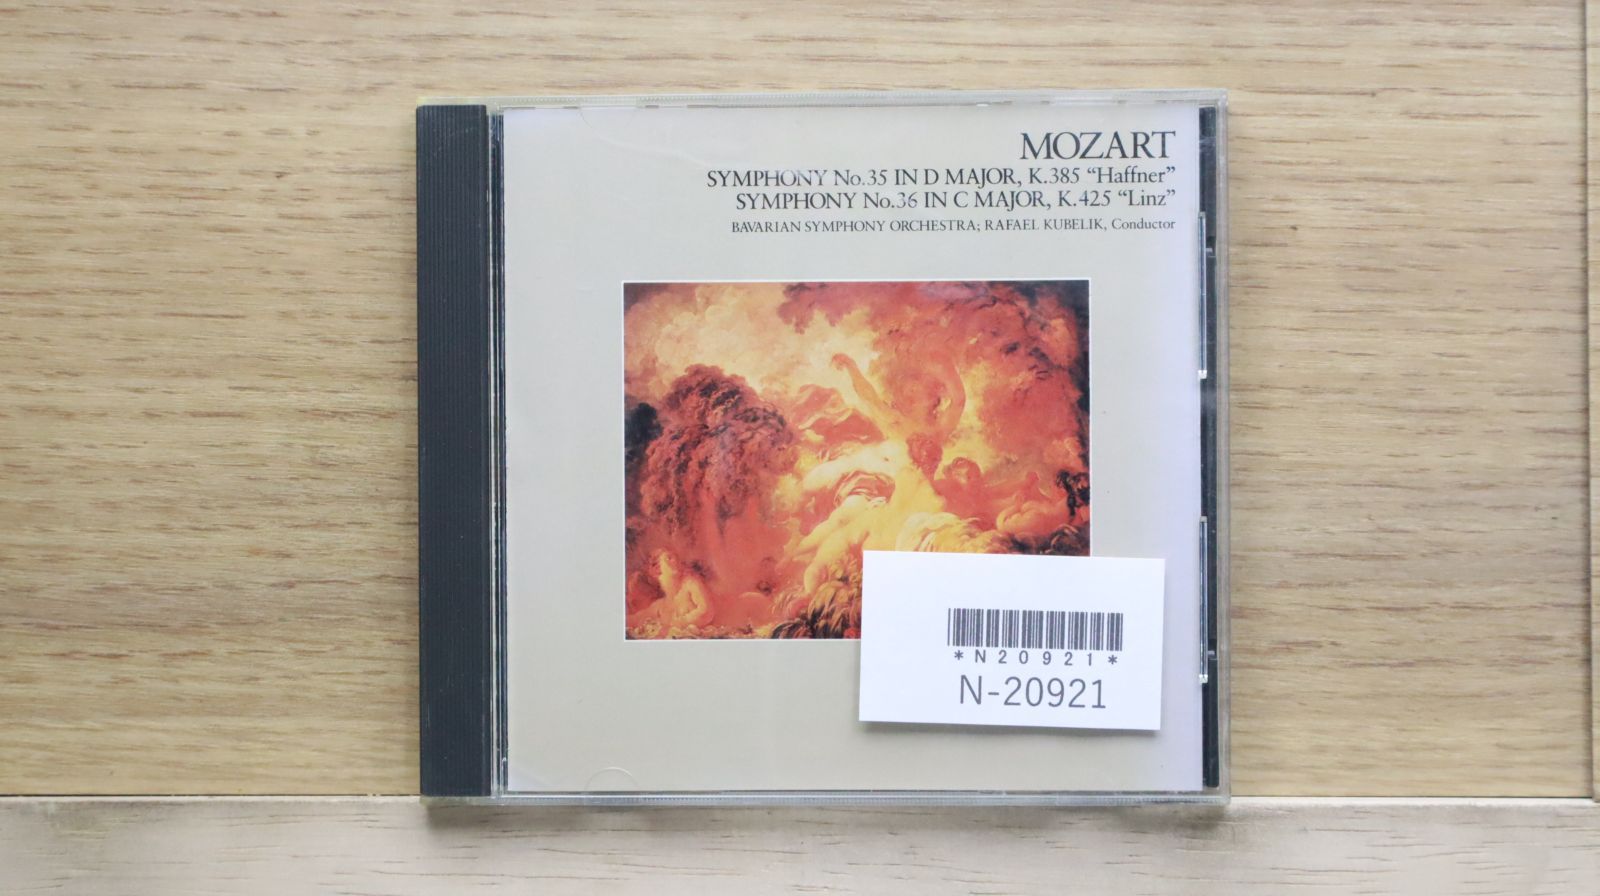 MOZART
SYMPHONY No.35 IN D MAJOR, K.385 “Haffner”
SYMPHONY No.36 IN C MAJOR, K.425 “Linz”
BAVARIAN SYMPHONY ORCHESTRA; RAFAEL KUBELIK, Conductor
*N20921*
N-20921